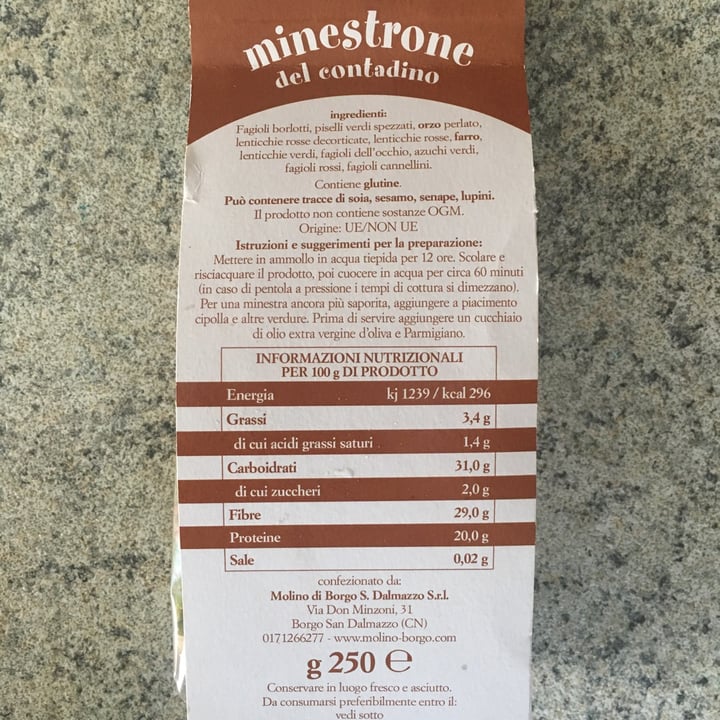 minestrone
del contadino
ingredienti:
Fagioli borlotti, piselli verdi spezzati, orzo perlato,
lenticchie rosse decorticate, lenticchie rosse, farro,
lenticchie verdi, fagioli dell'occhio, azuchi verdi,
fagioli rossi, fagioli cannellini.
Contiene glutine.
Può contenere tracce di soia, sesamo, senape, lupini.
Il prodotto non contiene sostanze OGM.
Origine: UE/NON UE
Istruzioni e suggerimenti per la preparazione:
Mettere in ammollo in acqua tiepida per 12 ore. Scolare e
risciacquare il prodotto, poi cuocere in acqua per circa 60 minuti
(in caso di pentola a pressione i tempi di cottura si dimezzano).
Per una minestra ancora più saporita, aggiungere a piacimento
cipolla e altre verdure. Prima di servire aggiungere un cucchiaio
di olio extra vergine d'oliva e Parmigiano.
INFORMAZIONI NUTRIZIONALI
PER 100 g DI PRODOTTO
Energia kj 1239 / kcal 296
Grassi 3,4 g
di cui acidi grassi saturi 1,4 g
Carboidrati 31,0 g
di cui zuccheri 2,0 g
Fibre 29,0 g
Proteine 20,0 g
Sale 0,02 g
confezionato da:
Molino di Borgo S. Dalmazzo S.r.l.
Via Don Minzoni, 31
Borgo San Dalmazzo (CN)
0171266277 - www.molino-borgo.com
g 250 ℮
Conservare in luogo fresco e asciutto.
Da consumarsi preferibilmente entro il:
vedi sotto